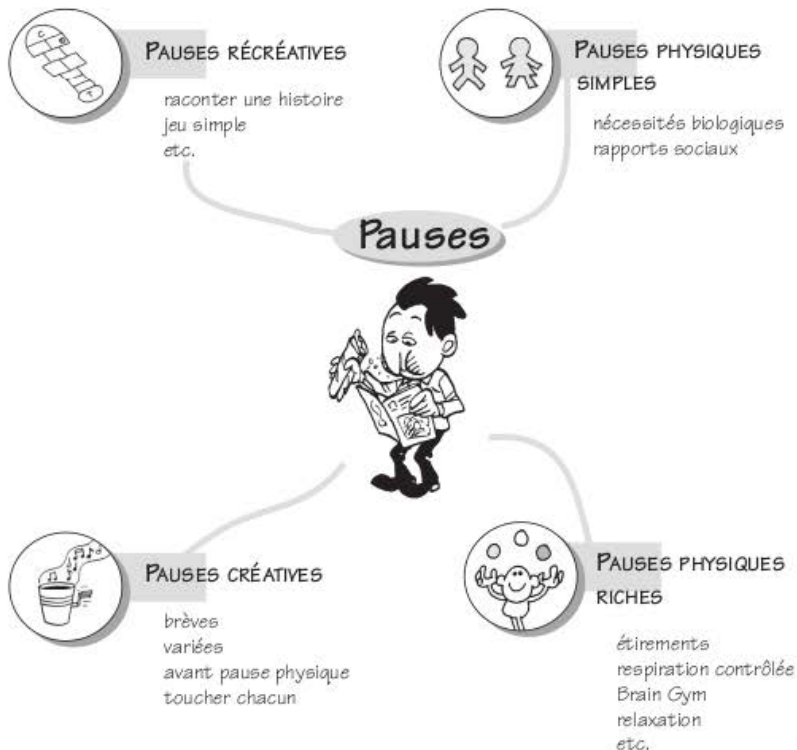 PAUSES RÉCRÉATIVES
raconter une histoire
jeu simple
etc.
PAUSES PHYSIQUES
SIMPLES
nécessités biologiques
rapports sociaux
Pauses
PAUSES CRÉATIVES
brèves
variées
avant pause physique
toucher chacun
PAUSES PHYSIQUES
RICHES
étirements
respiration contrôlée
Brain Gym
relaxation
etc.